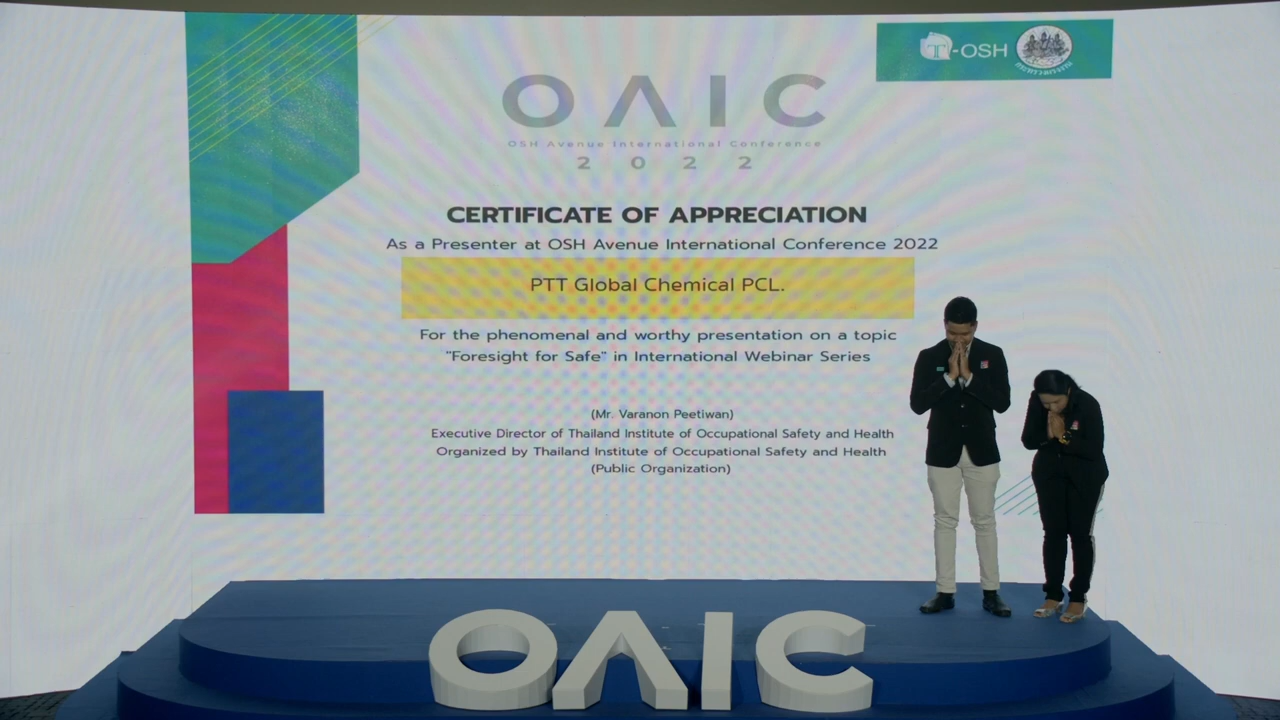 T-OSH
OAIC
OSH Avenue International Conference
2022
CERTIFICATE OF APPRECIATION
As a Presenter at OSH Avenue International Conference 2022
PTT Global Chemical PCL.
For the phenomenal and worthy presentation on a topic
"Foresight for Safe" in International Webinar Series
(Mr. Varanon Peetiwan)
Executive Director of Thailand Institute of Occupational Safety and Health
Organized by Thailand Institute of Occupational Safety and Health
(Public Organization)
OAIC